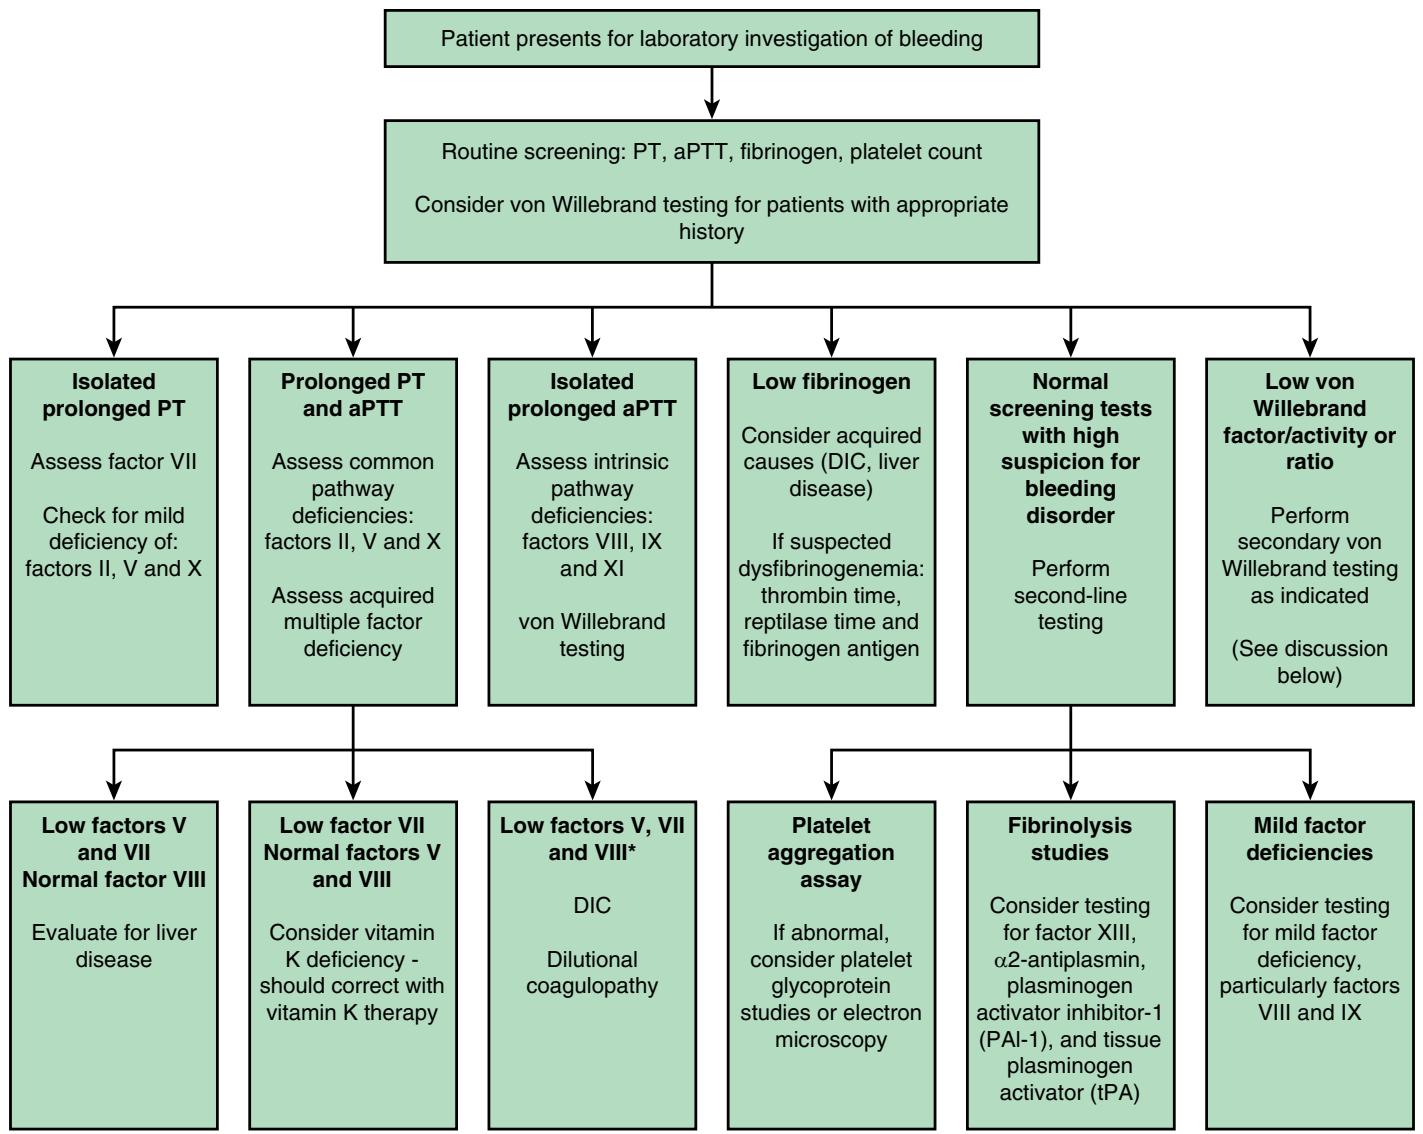 Patient presents for laboratory investigation of bleeding
Routine screening: PT, aPTT, fibrinogen, platelet count
Consider von Willebrand testing for patients with appropriate
history
Isolated
prolonged PT
Assess factor VII
Check for mild
deficiency of:
factors II, V and X
Prolonged PT
and aPTT
Assess common
pathway
deficiencies:
factors II, V and X
Assess acquired
multiple factor
deficiency
Isolated
prolonged aPTT
Assess intrinsic
pathway
deficiencies:
factors VIII, IX
and XI
von Willebrand
testing
Low fibrinogen
Consider acquired
causes (DIC, liver
disease)
If suspected
dysfibrinogenemia:
thrombin time,
reptilase time and
fibrinogen antigen
Normal
screening tests
with high
suspicion for
bleeding
disorder
Perform
second-line
testing
Low von
Willebrand
factor/activity or
ratio
Perform
secondary von
Willebrand testing
as indicated
(See discussion
below)
Low factors V
and VII
Normal factor VIII
Evaluate for liver
disease
Low factor VII
Normal factors V
and VIII
Consider vitamin
K deficiency -
should correct with
vitamin K therapy
Low factors V, VII
and VIII*
DIC
Dilutional
coagulopathy
Platelet
aggregation
assay
If abnormal,
consider platelet
glycoprotein
studies or electron
microscopy
Fibrinolysis
studies
Consider testing
for factor XIII,
α2-antiplasmin,
plasminogen
activator inhibitor-1
(PAI-1), and tissue
plasminogen
activator (tPA)
Mild factor
deficiencies
Consider testing
for mild factor
deficiency,
particularly factors
VIII and IX